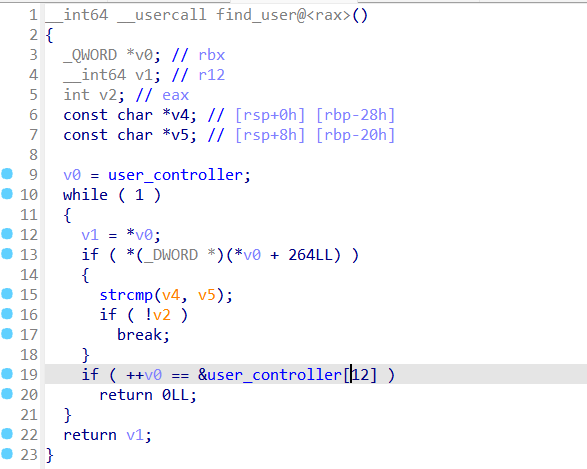 1 __int64 __usercall find_user@<rax>()
2 {
3 _QWORD *v0; // rbx
4 __int64 v1; // r12
5 int v2; // eax
6 const char *v4; // [rsp+0h] [rbp-28h]
7 const char *v5; // [rsp+8h] [rbp-20h]
8
9 v0 = user_controller;
10 while ( 1 )
11 {
12 v1 = *v0;
13 if ( *(_DWORD *)(*v0 + 264LL) )
14 {
15 strcmp(v4, v5);
16 if ( !v2 )
17 break;
18 }
19 if ( ++v0 == &user_controller[12] )
20 return 0LL;
21 }
22 return v1;
23 }